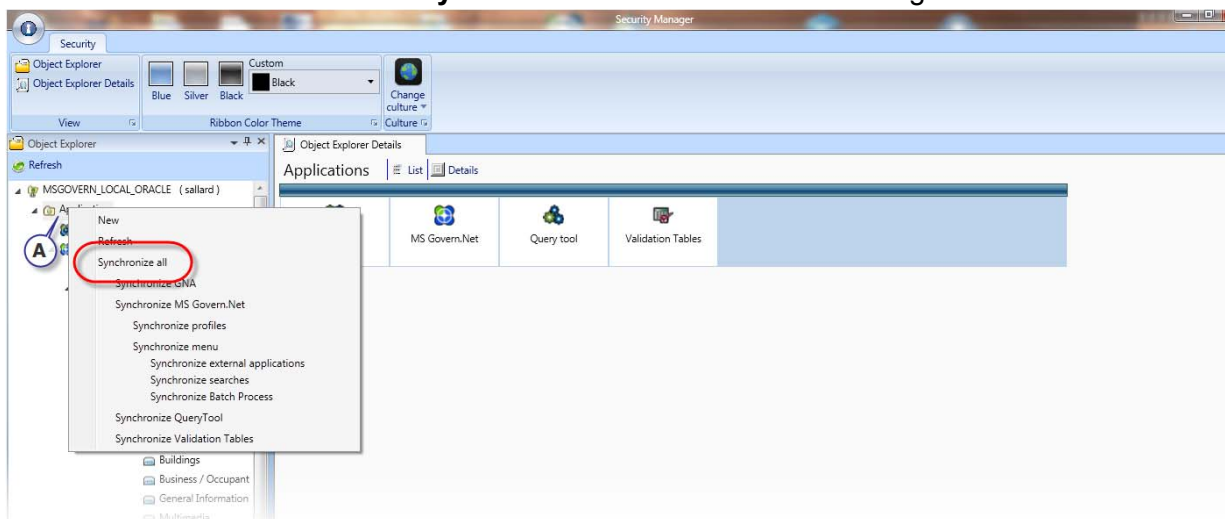 Security Manager
Security
Object Explorer
Object Explorer Details
View
Blue Silver Black
Custom
Black
Ribbon Color Theme
Change culture
Culture
Object Explorer
Refresh
MSGOVERN_LOCAL_ORACLE ( sallard )
A
New
Refresh
Synchronize all
Synchronize GNA
Synchronize MS Govern.Net
Synchronize profiles
Synchronize menu
Synchronize external applications
Synchronize searches
Synchronize Batch Process
Synchronize QueryTool
Synchronize Validation Tables
Buildings
Business / Occupant
General Information
Multimedia
Object Explorer Details
Applications List Details
MS Govern.Net Query tool Validation Tables